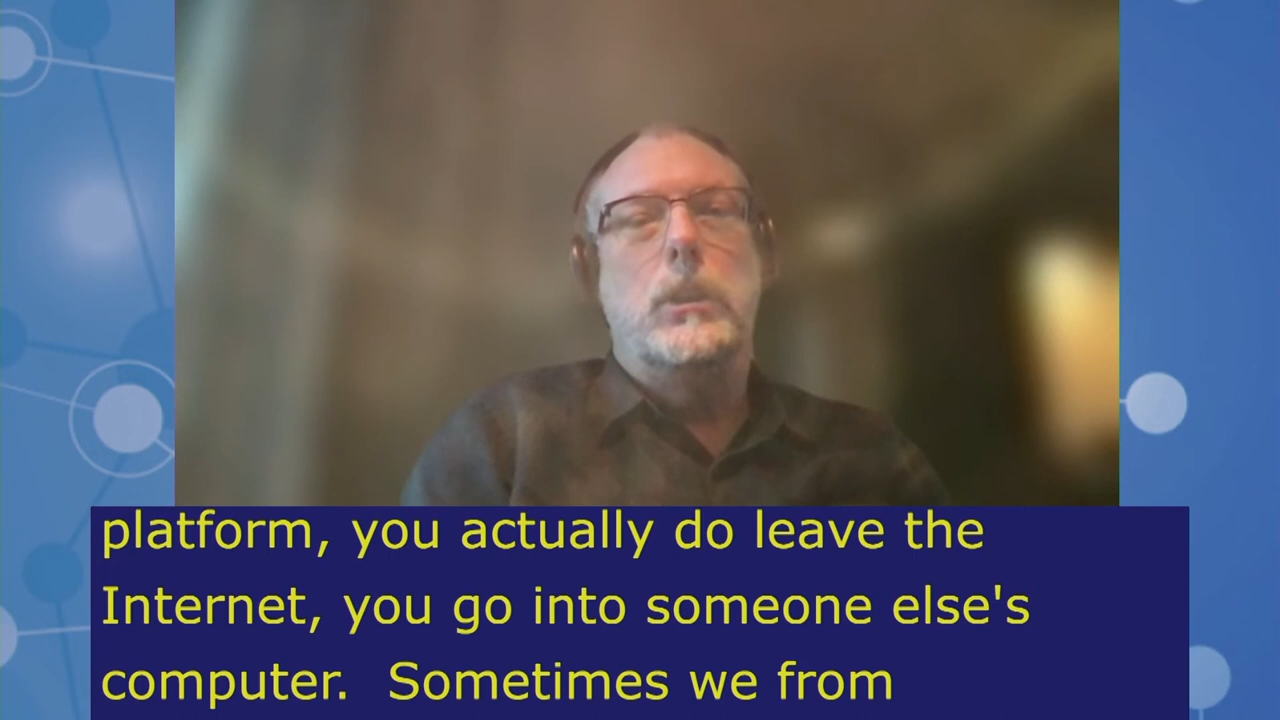 platform, you actually do leave the
Internet, you go into someone else's
computer.  Sometimes we from